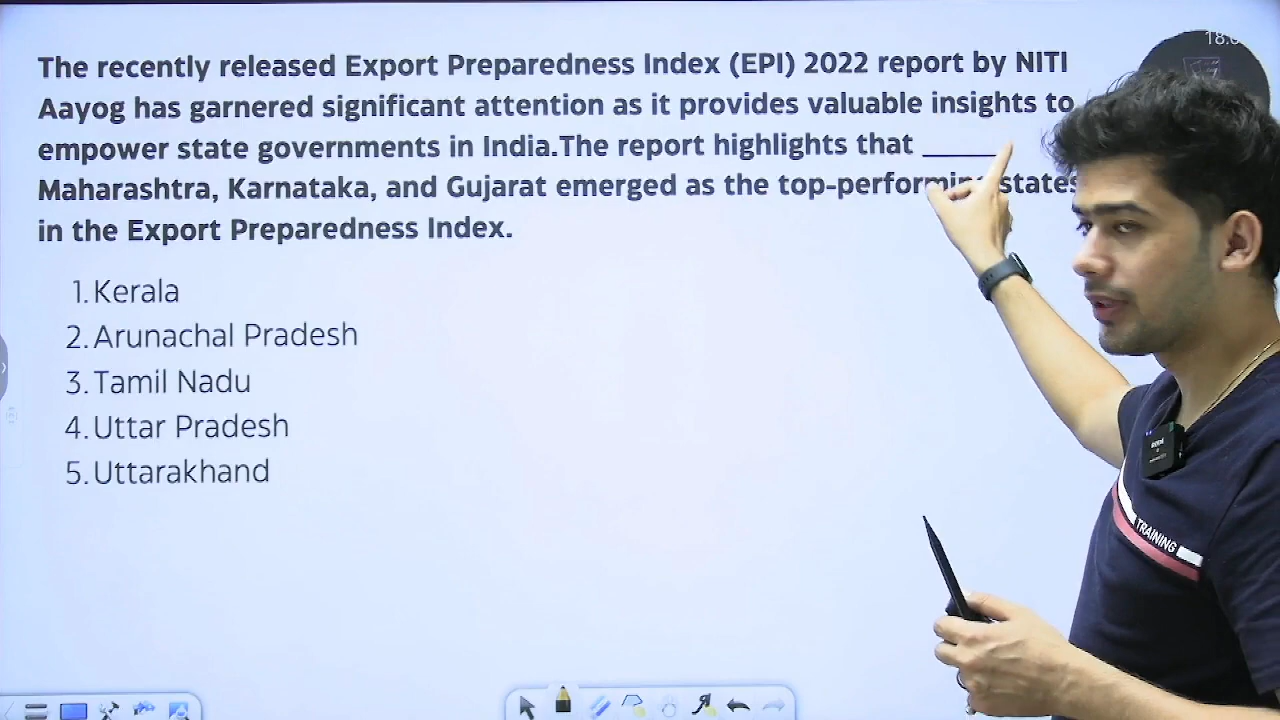 The recently released Export Preparedness Index (EPI) 2022 report by NITI
Aayog has garnered significant attention as it provides valuable insights to
empower state governments in India.The report highlights that _____
Maharashtra, Karnataka, and Gujarat emerged as the top-performing states
in the Export Preparedness Index.
1. Kerala
2. Arunachal Pradesh
3. Tamil Nadu
4. Uttar Pradesh
5. Uttarakhand
TRAINING